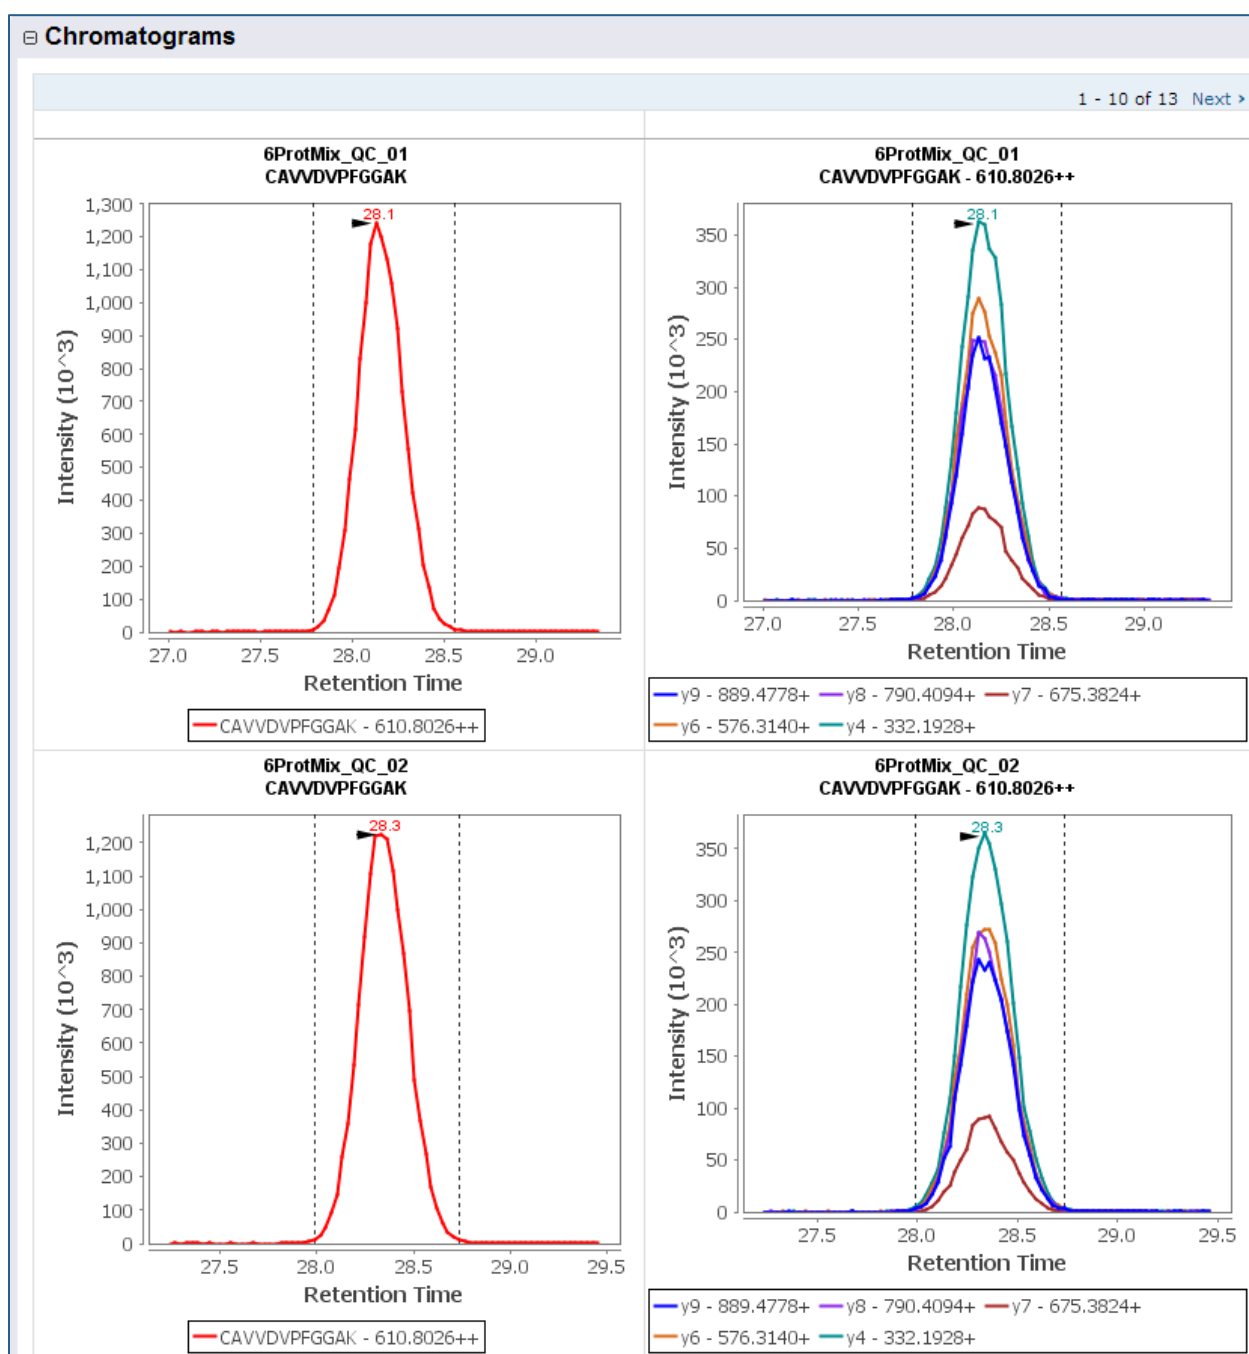 Chromatograms
1 - 10 of 13 Next ›
6ProtMix_QC_01
CAVVDVPFGGAK
28.1
1,300
1,200
1,100
1,000
900
800
700
600
500
400
300
200
100
0
Intensity (10^3)
27.0 27.5 28.0 28.5 29.0
Retention Time
CAVVDVPFGGAK - 610.8026++
6ProtMix_QC_01
CAVVDVPFGGAK - 610.8026++
28.1
350
300
250
200
150
100
50
0
Intensity (10^3)
27.0 27.5 28.0 28.5 29.0
Retention Time
y9 - 889.4778+ y8 - 790.4094+ y7 - 675.3824+
y6 - 576.3140+ y4 - 332.1928+
6ProtMix_QC_02
CAVVDVPFGGAK
28.3
1,200
1,100
1,000
900
800
700
600
500
400
300
200
100
0
Intensity (10^3)
27.5 28.0 28.5 29.0 29.5
Retention Time
CAVVDVPFGGAK - 610.8026++
6ProtMix_QC_02
CAVVDVPFGGAK - 610.8026++
28.3
350
300
250
200
150
100
50
0
Intensity (10^3)
27.5 28.0 28.5 29.0 29.5
Retention Time
y9 - 889.4778+ y8 - 790.4094+ y7 - 675.3824+
y6 - 576.3140+ y4 - 332.1928+